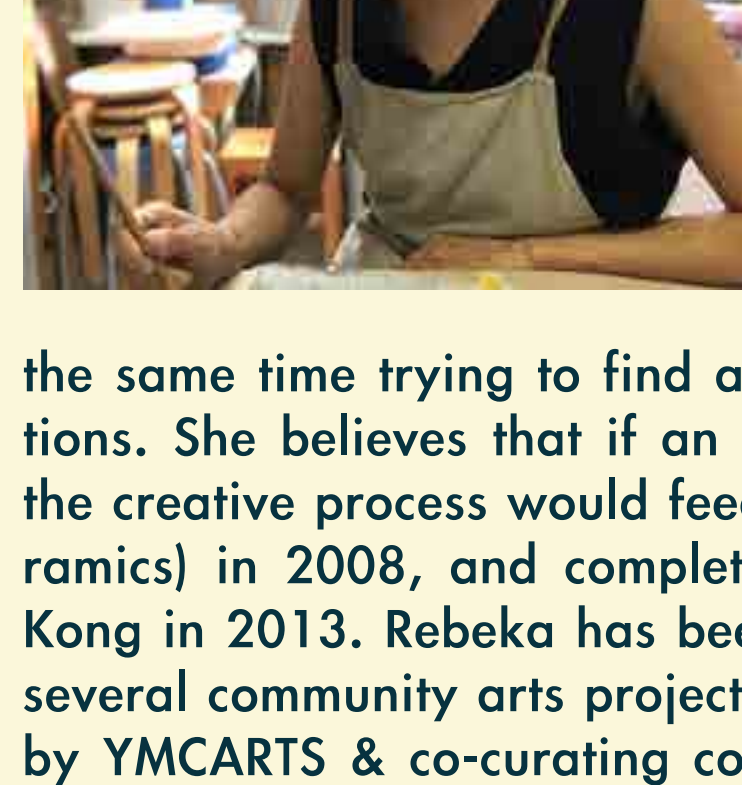 the same time trying to find a
tions. She believes that if an
the creative process would fee
ramics) in 2008, and complet
Kong in 2013. Rebeka has bee
several community arts project
by YMCARTS & co-curating co